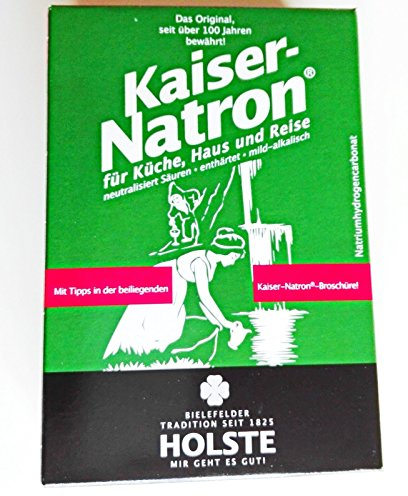 Das Original,
seit über 100 Jahren
bewährt!
Kaiser-
Natron®
für Küche, Haus und Reise
neutralisiert Säuren • enthärtet • mild-alkalisch
Natriumhydrogencarbonat
Mit Tipps in der beiliegenden
Kaiser-Natron®-Broschüre!
BIELEFELDER
TRADITION SEIT 1825
HOLSTE
MIR GEHT ES GUT!